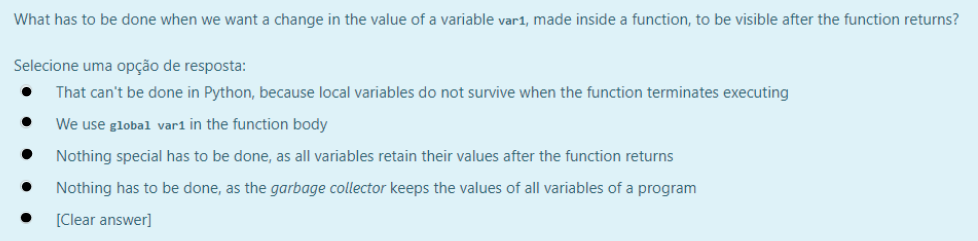 What has to be done when we want a change in the value of a variable var1, made inside a function, to be visible after the function returns?
Selecione uma opção de resposta:
That can't be done in Python, because local variables do not survive when the function terminates executing
We use global var1 in the function body
Nothing special has to be done, as all variables retain their values after the function returns
Nothing has to be done, as the garbage collector keeps the values of all variables of a program
[Clear answer]